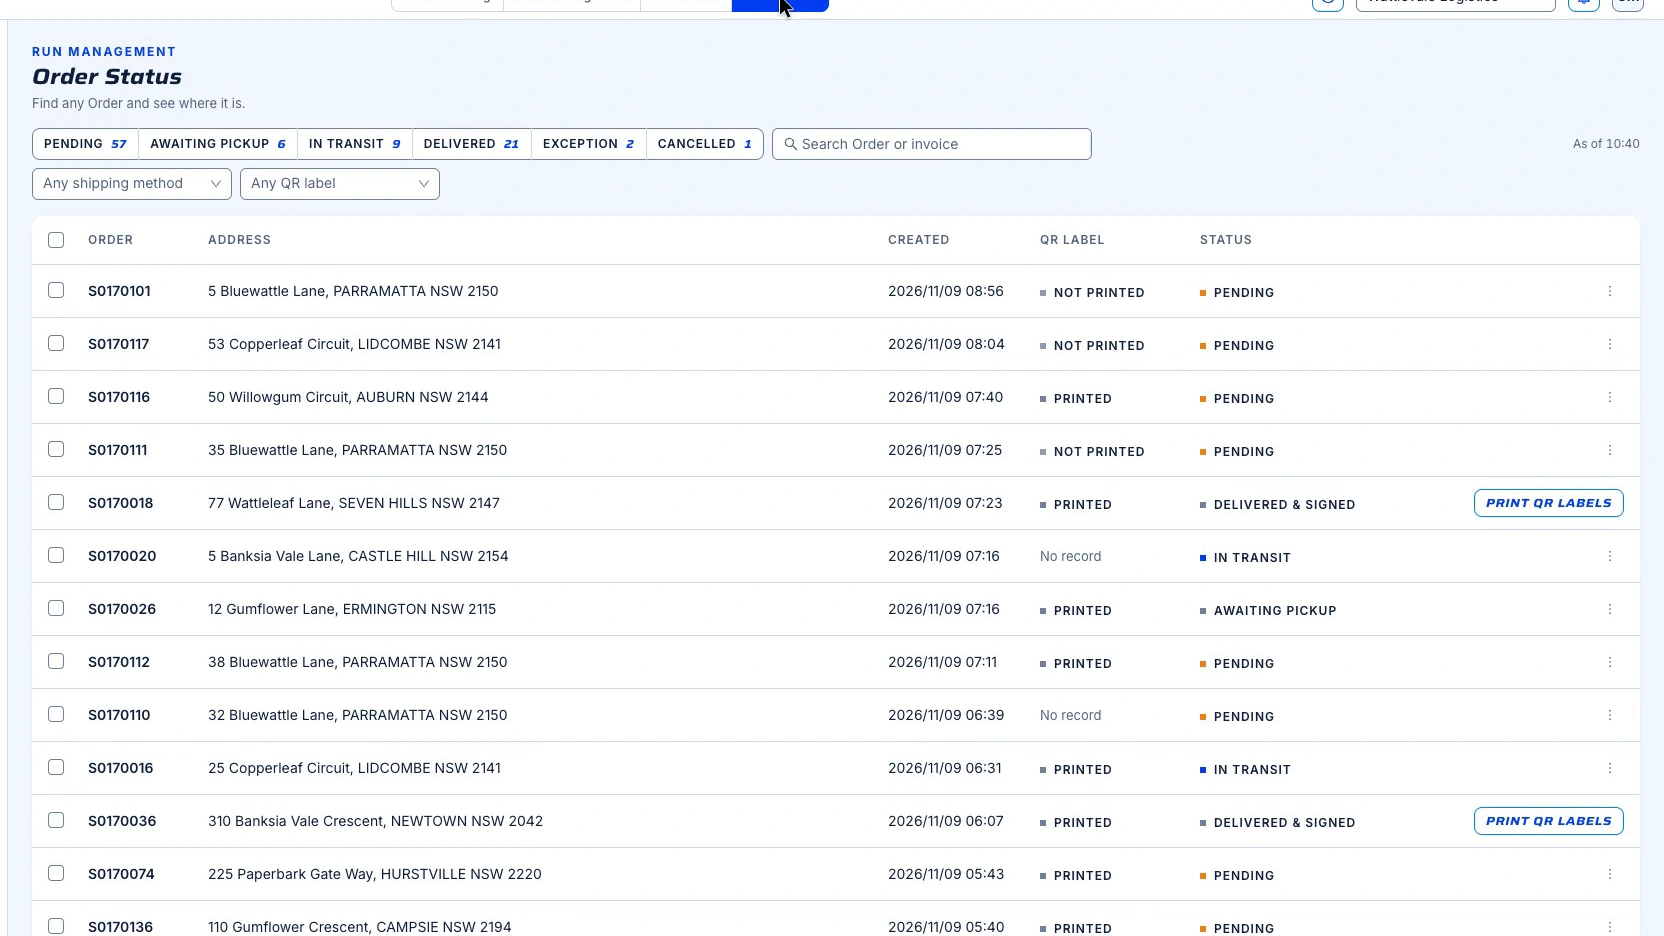 RUN MANAGEMENT
Order Status
Find any Order and see where it is.
PENDING 57 AWAITING PICKUP 6 IN TRANSIT 9 DELIVERED 21 EXCEPTION 2 CANCELLED 1 Search Order or invoice As of 10:40
Any shipping method Any QR label
ORDER ADDRESS CREATED QR LABEL STATUS
S0170101 5 Bluewattle Lane, PARRAMATTA NSW 2150 2026/11/09 08:56 NOT PRINTED PENDING
S0170117 53 Copperleaf Circuit, LIDCOMBE NSW 2141 2026/11/09 08:04 NOT PRINTED PENDING
S0170116 50 Willowgum Circuit, AUBURN NSW 2144 2026/11/09 07:40 PRINTED PENDING
S0170111 35 Bluewattle Lane, PARRAMATTA NSW 2150 2026/11/09 07:25 NOT PRINTED PENDING
S0170018 77 Wattleleaf Lane, SEVEN HILLS NSW 2147 2026/11/09 07:23 PRINTED DELIVERED & SIGNED PRINT QR LABELS
S0170020 5 Banksia Vale Lane, CASTLE HILL NSW 2154 2026/11/09 07:16 No record IN TRANSIT
S0170026 12 Gumflower Lane, ERMINGTON NSW 2115 2026/11/09 07:16 PRINTED AWAITING PICKUP
S0170112 38 Bluewattle Lane, PARRAMATTA NSW 2150 2026/11/09 07:11 PRINTED PENDING
S0170110 32 Bluewattle Lane, PARRAMATTA NSW 2150 2026/11/09 06:39 No record PENDING
S0170016 25 Copperleaf Circuit, LIDCOMBE NSW 2141 2026/11/09 06:31 PRINTED IN TRANSIT
S0170036 310 Banksia Vale Crescent, NEWTOWN NSW 2042 2026/11/09 06:07 PRINTED DELIVERED & SIGNED PRINT QR LABELS
S0170074 225 Paperbark Gate Way, HURSTVILLE NSW 2220 2026/11/09 05:43 PRINTED PENDING
S0170136 110 Gumflower Crescent, CAMPSIE NSW 2194 2026/11/09 05:40 PRINTED PENDING